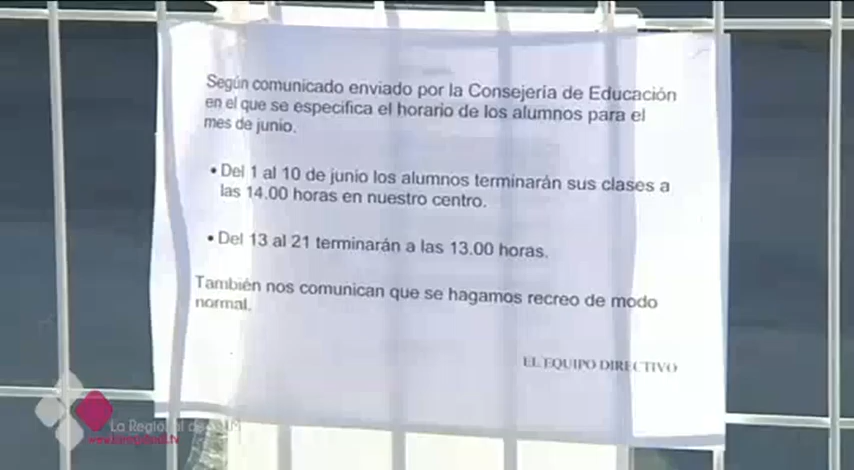 Según comunicado enviado por la Consejería de Educación
en el que se especifica el horario de los alumnos para el
mes de junio.
• Del 1 al 10 de junio los alumnos terminarán sus clases a
las 14.00 horas en nuestro centro.
• Del 13 al 21 terminarán a las 13.00 horas.
También nos comunican que se hagamos recreo de modo
normal.
EL EQUIPO DIRECTIVO
La Regional de